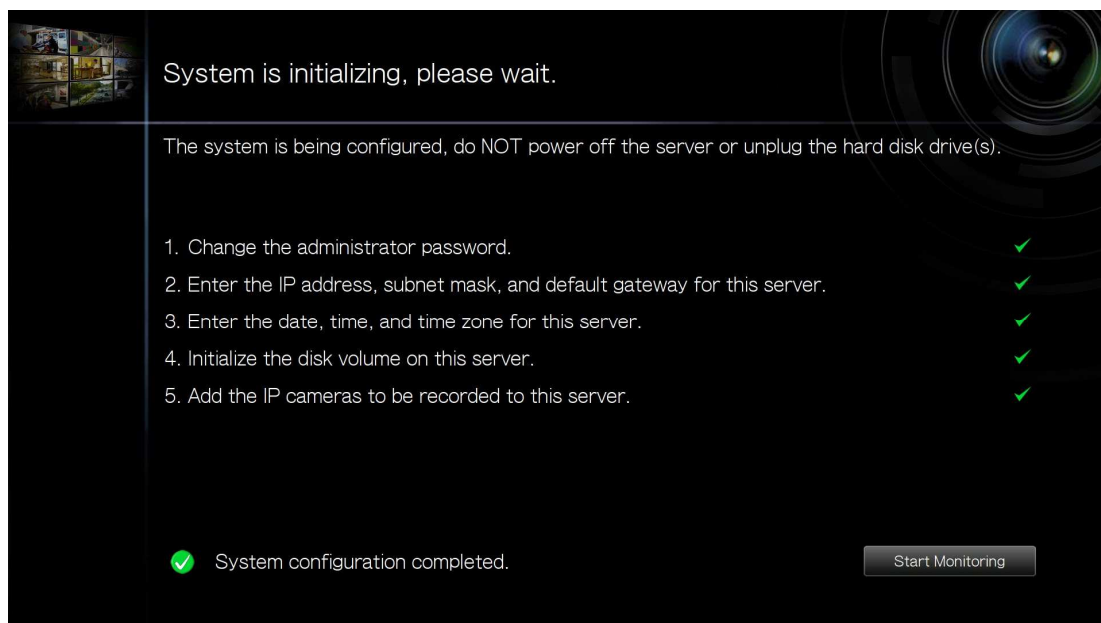 System is initializing, please wait.
The system is being configured, do NOT power off the server or unplug the hard disk drive(s).
1. Change the administrator password.
2. Enter the IP address, subnet mask, and default gateway for this server.
3. Enter the date, time, and time zone for this server.
4. Initialize the disk volume on this server.
5. Add the IP cameras to be recorded to this server.
System configuration completed.
Start Monitoring